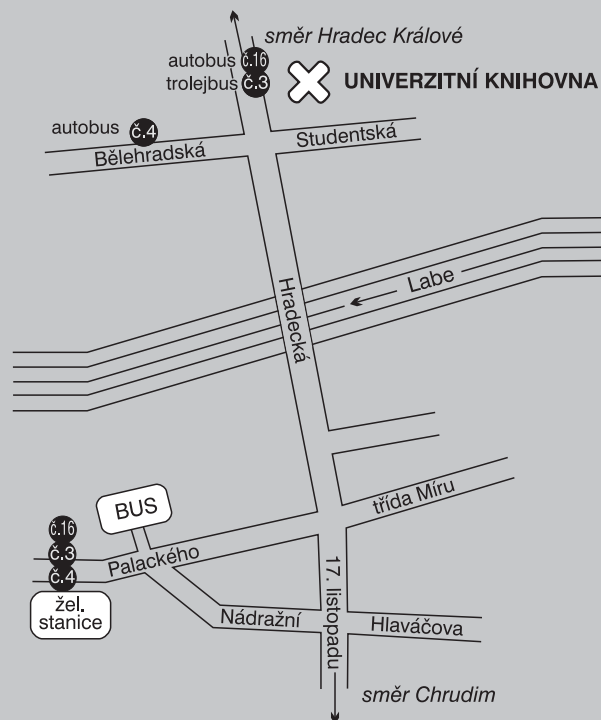 směr Hradec Králové
autobus č.16
trolejbus č.3
UNIVERZITNÍ KNIHOVNA
autobus č.4
Studentská
Bělehradská
Labe
Hradecká
třída Míru
BUS
č.16
č.3
č.4
Palackého
žel.
stanice
17. listopadu
Nádražní
Hlaváčova
směr Chrudim